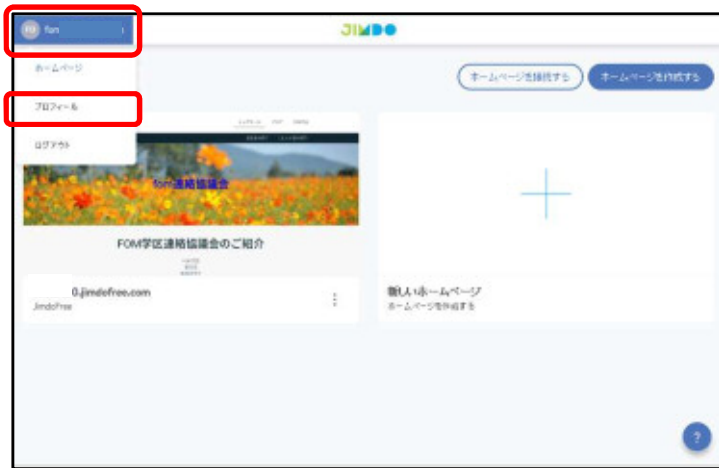 fon
JIMDO
ホームページ
プロフィール
ログアウト
ホームページを接続する
ホームページを作成する
fom連絡協議会
FOM学区連絡協議会のご紹介
0.jimdofree.com
JimdoFree
新しいホームページ
ホームページを作成する
?